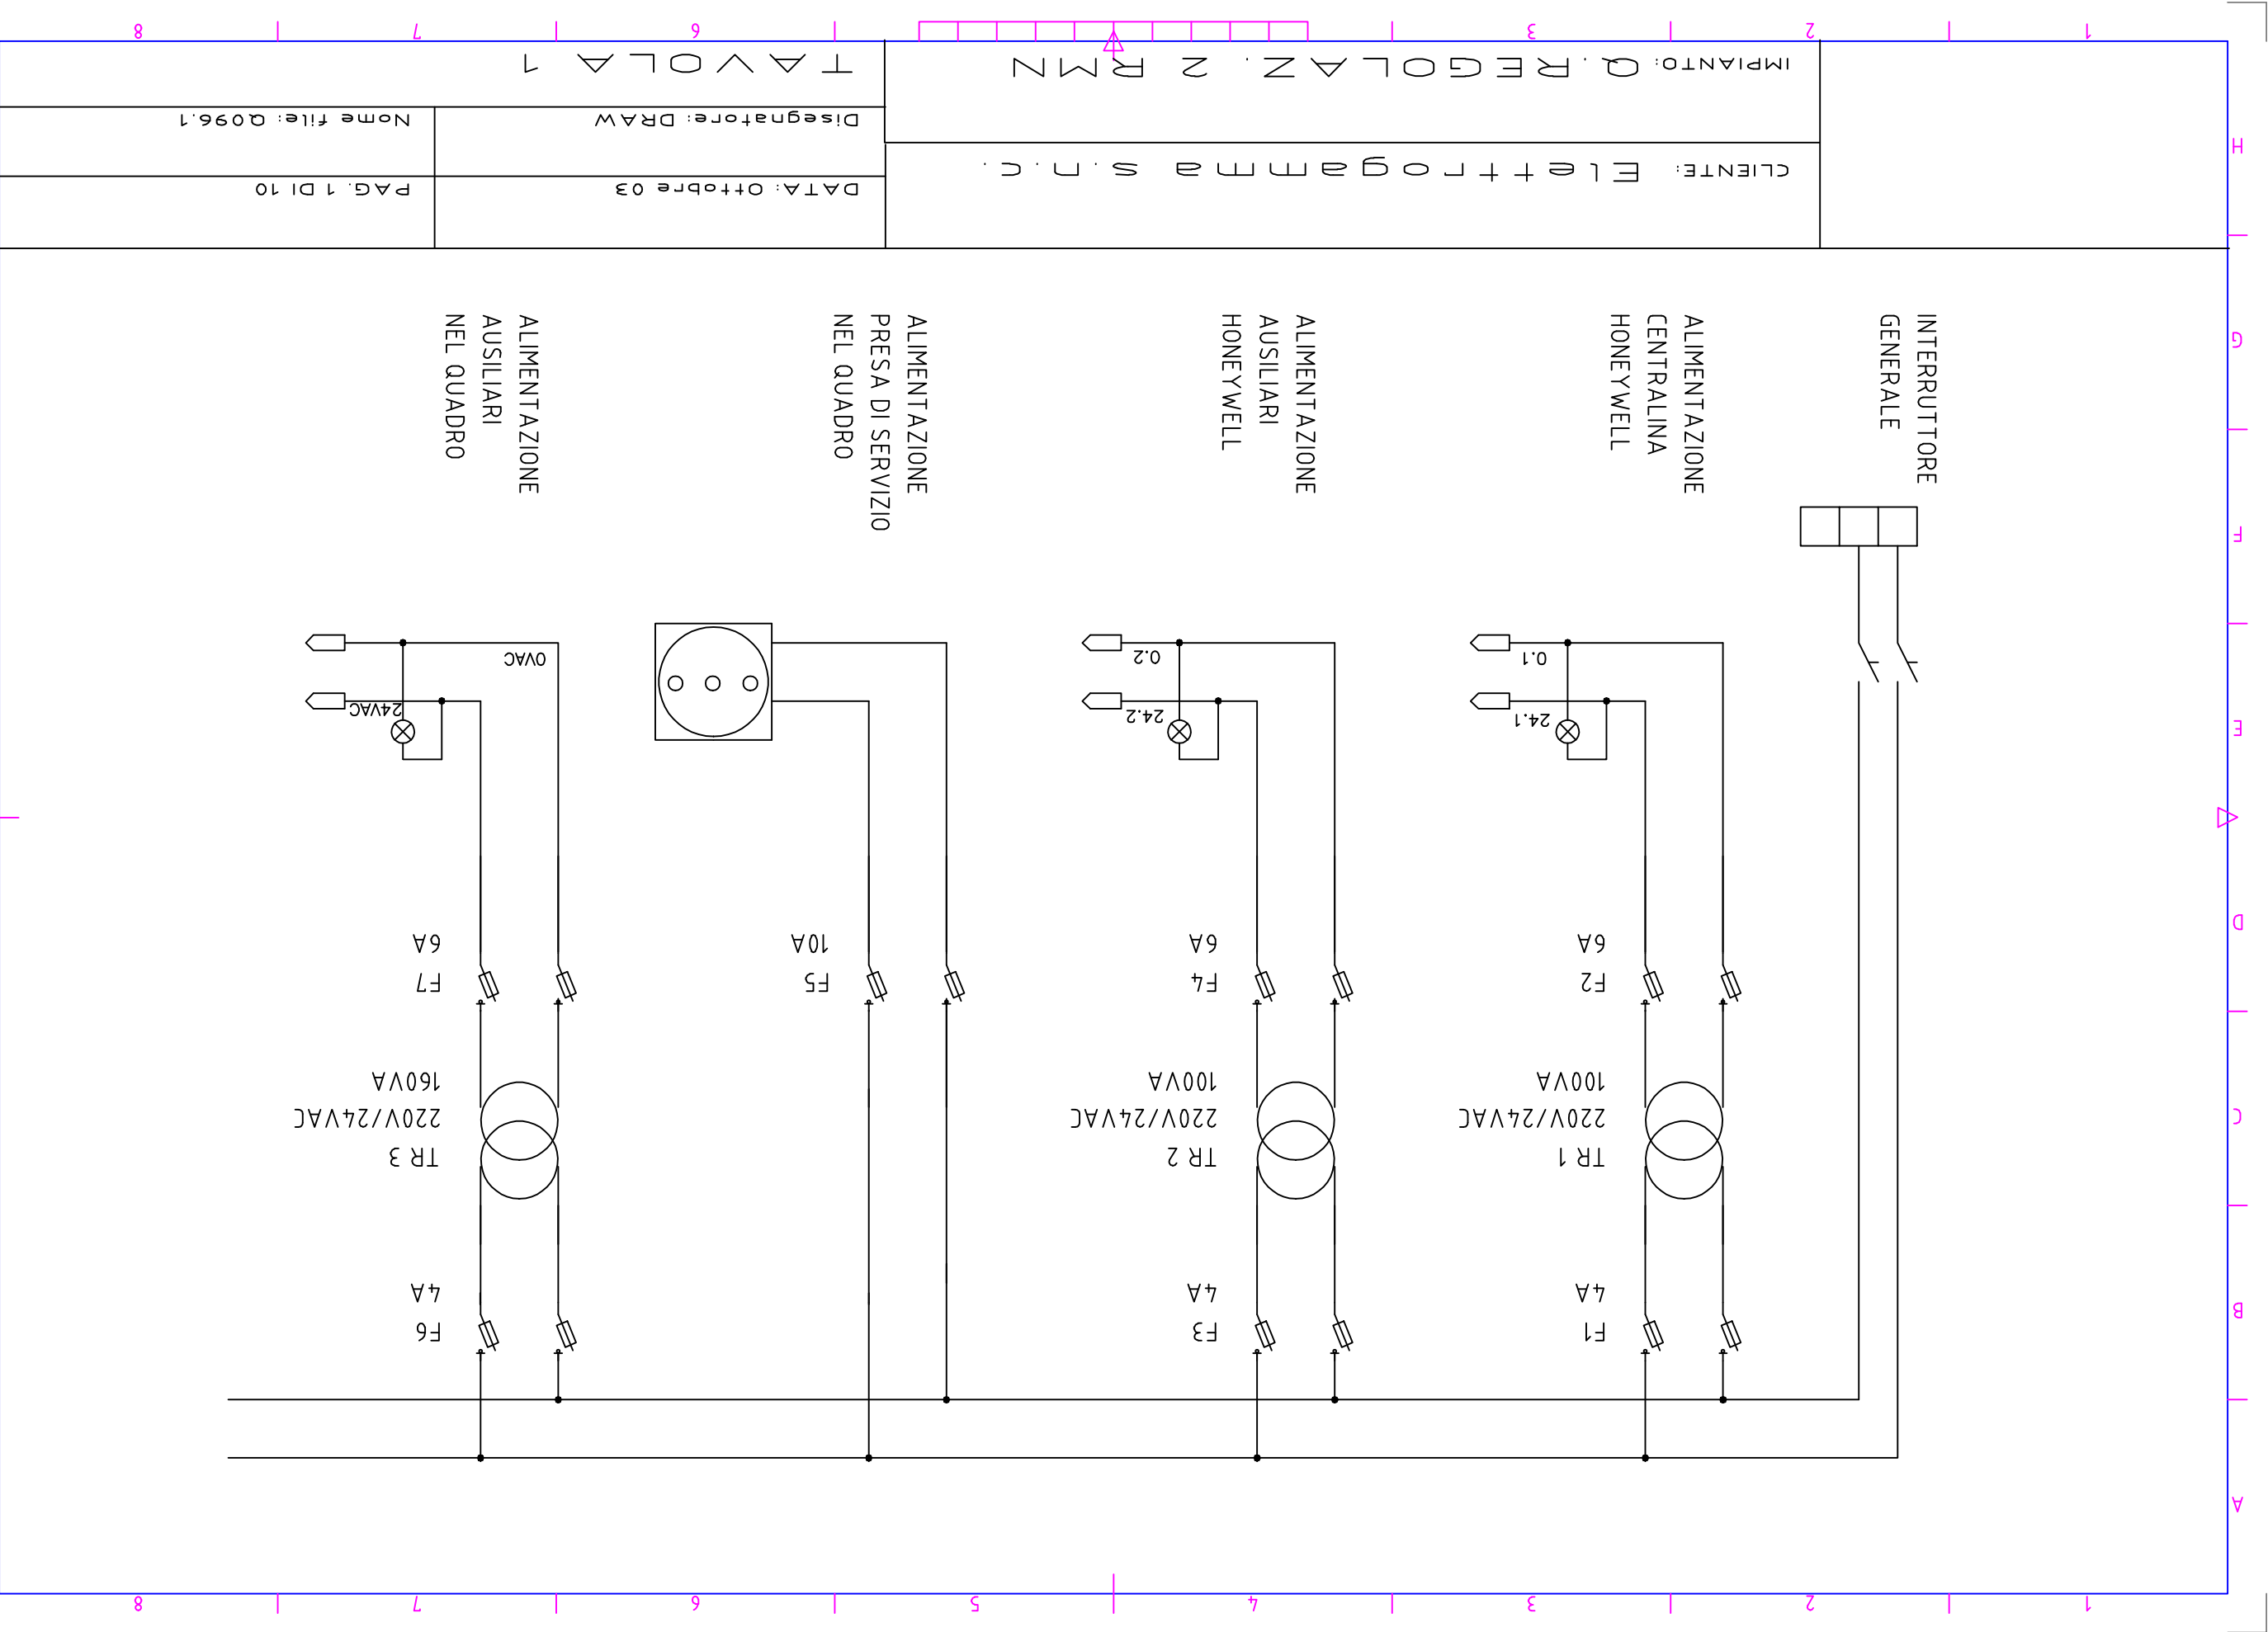 1 2 3 4 5 6 7 8
A
B
C
D
E
F
G
H
F1
4A
F3
4A
F6
4A
TR 1
220V/24VAC
100VA
TR 2
220V/24VAC
100VA
TR 3
220V/24VAC
160VA
F2
6A
F4
6A
F5
10A
F7
6A
24.1
0.1
24.2
0.2
24VAC
0VAC
INTERRUTTORE
GENERALE
ALIMENTAZIONE
CENTRALINA
HONEYWELL
ALIMENTAZIONE
AUSILIARI
HONEYWELL
ALIMENTAZIONE
PRESA DI SERVIZIO
NEL QUADRO
ALIMENTAZIONE
AUSILIARI
NEL QUADRO
CLIENTE: Elettrogamma s.n.c.
IMPIANTO: Q.REGOLAZ. 2 RMN
DATA: Ottobre 03
PAG. 1 DI 10
Disegnatore: DRAW
Nome file: Q096.1
TAVOLA 1
1 2 3 6 7 8